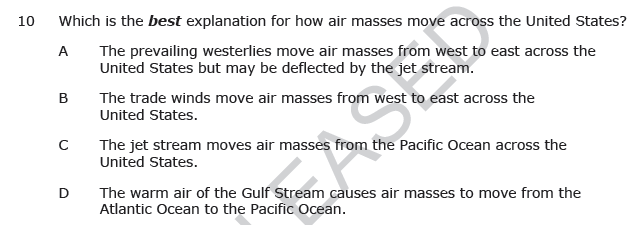 10 Which is the best explanation for how air masses move across the United States?
A The prevailing westerlies move air masses from west to east across the
United States but may be deflected by the jet stream.
B The trade winds move air masses from west to east across the
United States.
C The jet stream moves air masses from the Pacific Ocean across the
United States.
D The warm air of the Gulf Stream causes air masses to move from the
Atlantic Ocean to the Pacific Ocean.
EASED